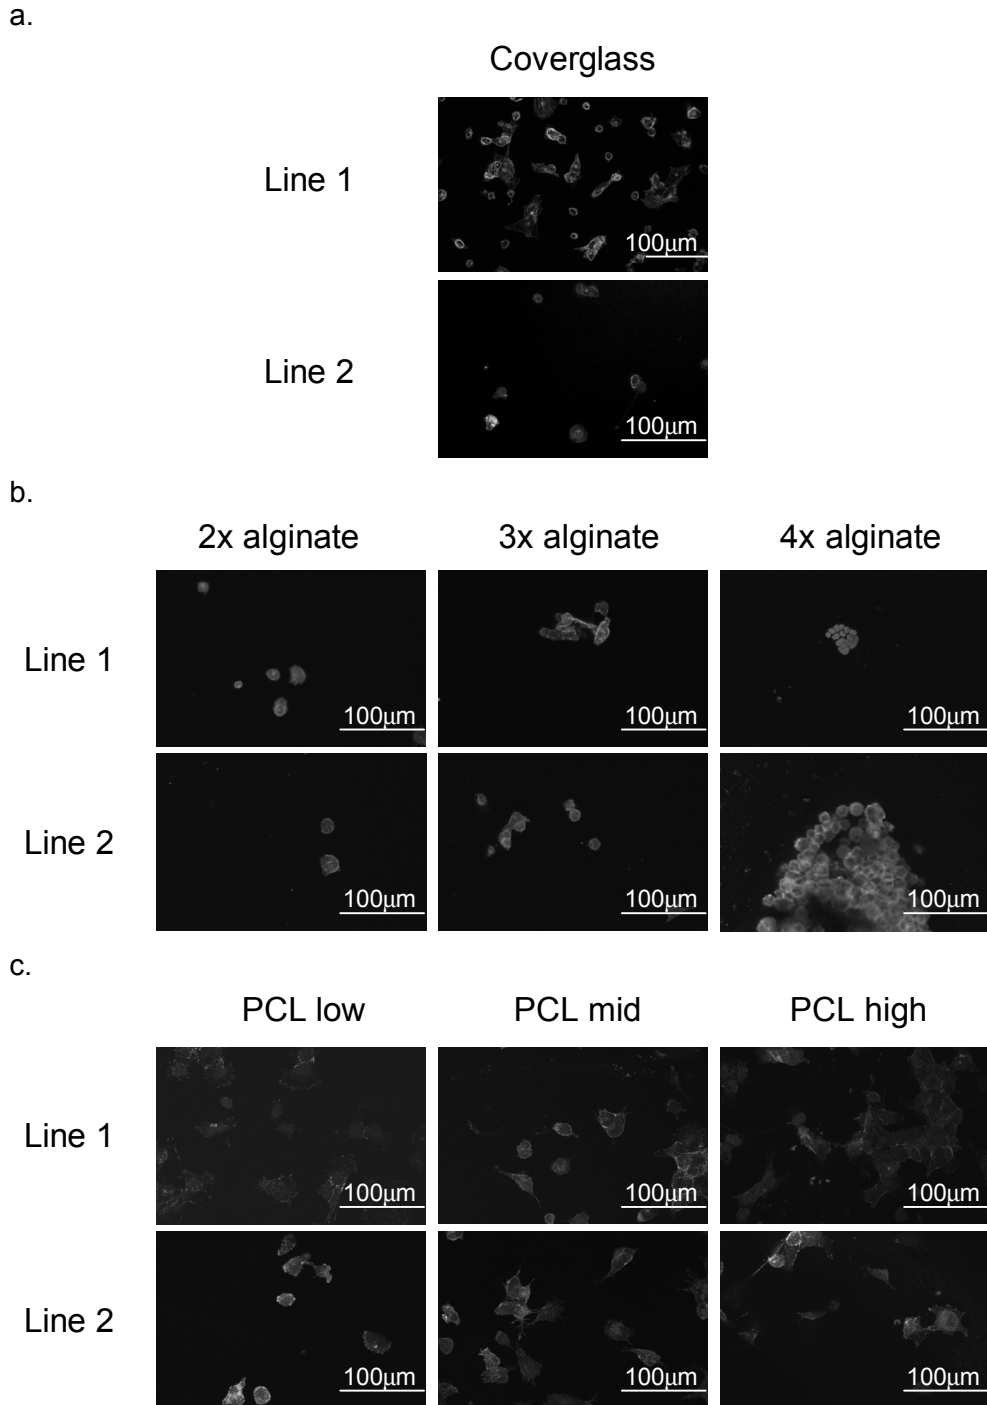 a.
Coverglass
Line 1
100μm
Line 2
100μm
b.
2x alginate 3x alginate 4x alginate
Line 1
100μm 100μm 100μm
Line 2
100μm 100μm 100μm
c.
PCL low PCL mid PCL high
Line 1
100μm 100μm 100μm
Line 2
100μm 100μm 100μm